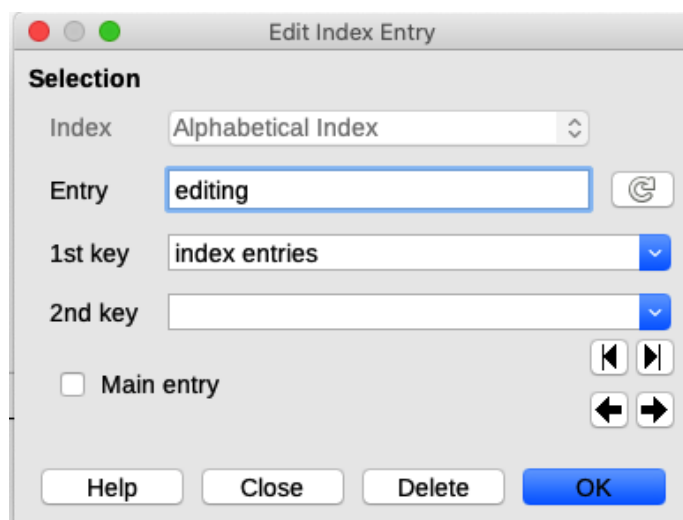 Edit Index Entry
Selection
Index Alphabetical Index
Entry editing
1st key index entries
2nd key
Main entry
Help Close Delete OK